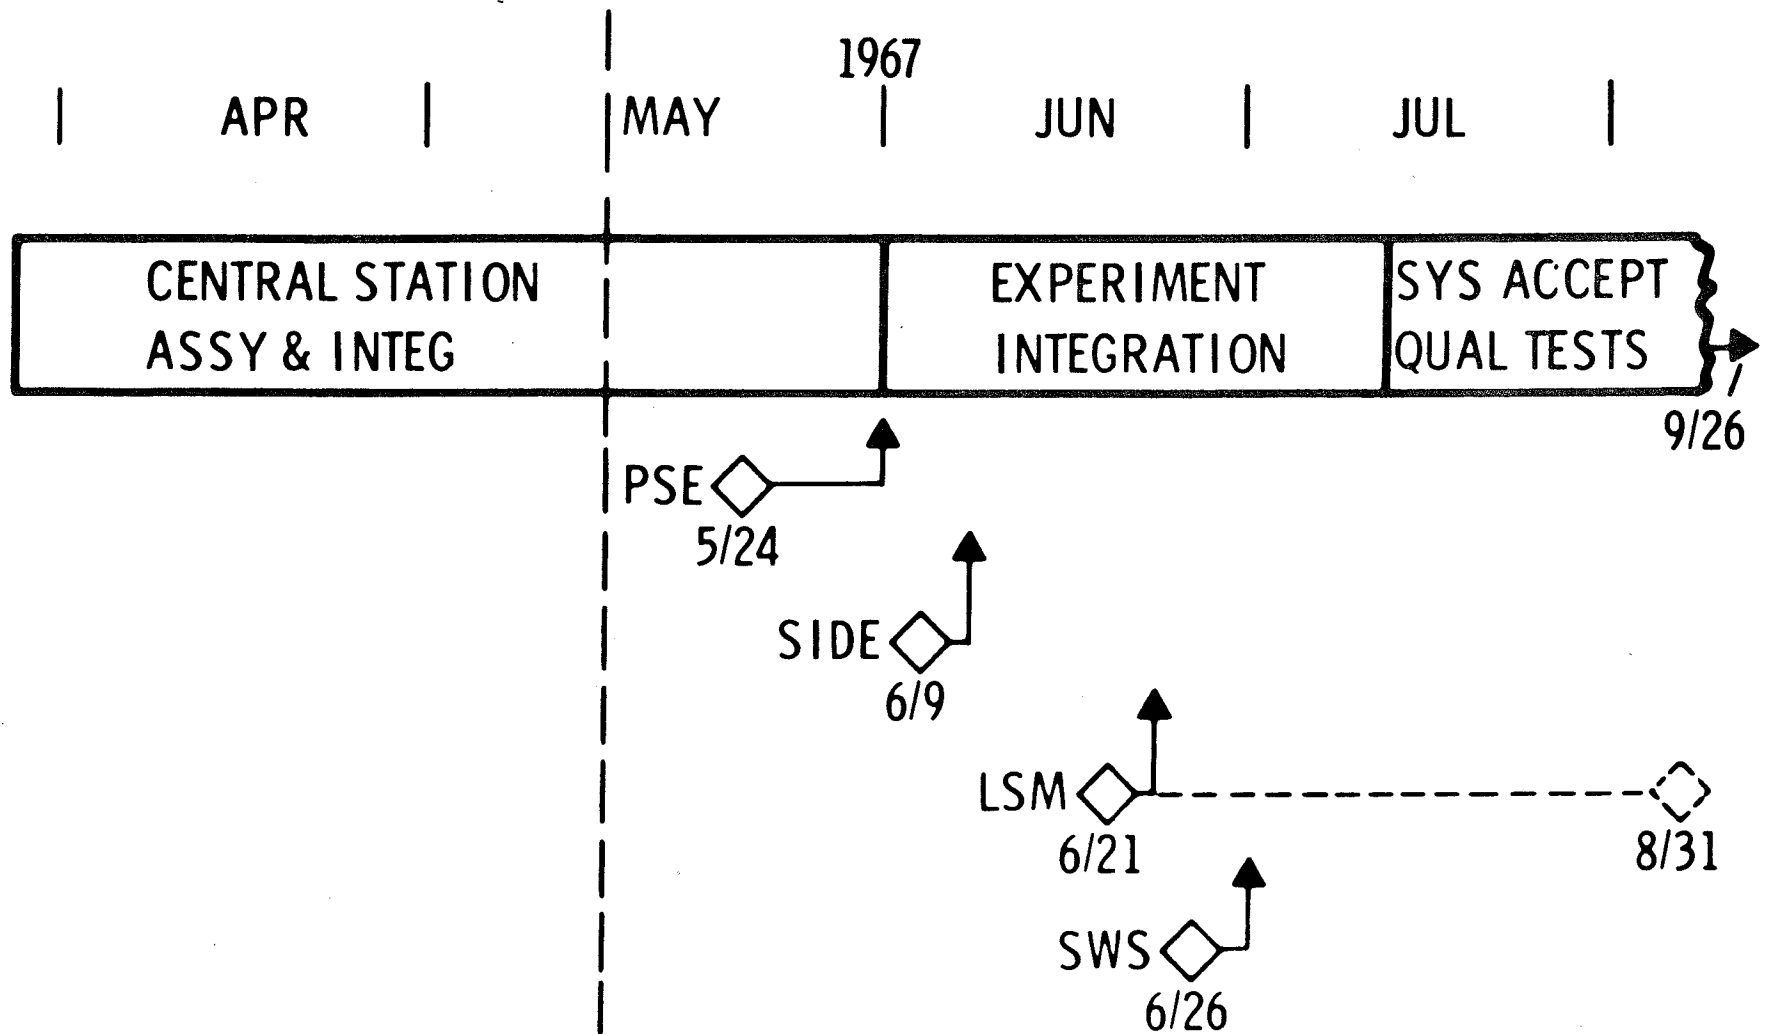 1967
APR MAY JUN JUL
CENTRAL STATION
ASSY & INTEG
EXPERIMENT
INTEGRATION
SYS ACCEPT
QUAL TESTS
9/26
PSE
5/24
SIDE
6/9
LSM
6/21
8/31
SWS
6/26